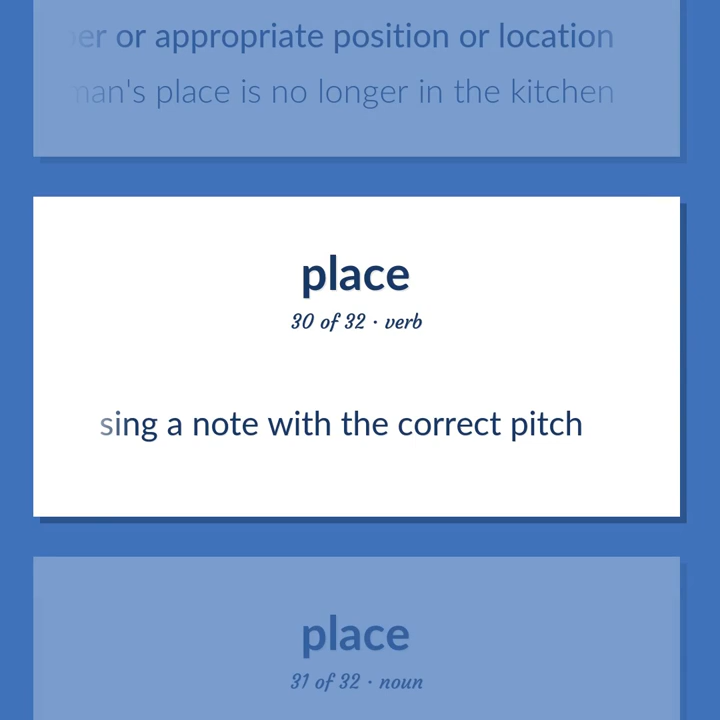 or appropriate position or location
place is no longer in the kitchen
place
30 of 32 · verb
sing a note with the correct pitch
place
31 of 32 · noun